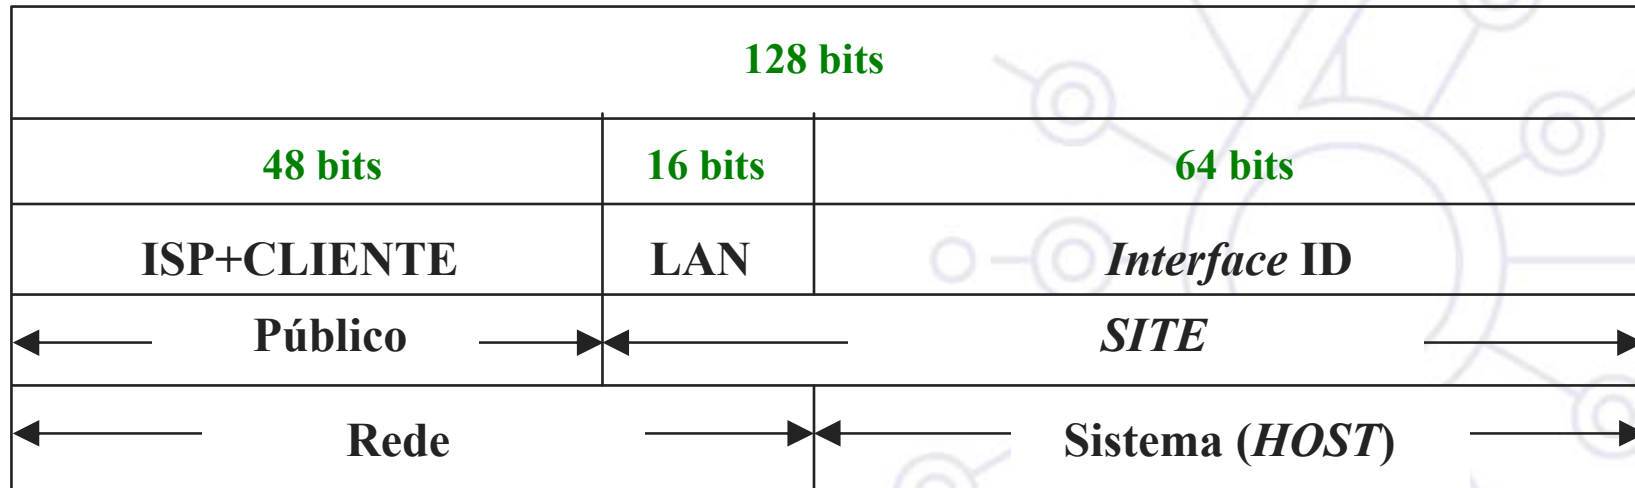 128 bits
48 bits 16 bits 64 bits
ISP+CLIENTE LAN Interface ID
Público SITE
Rede Sistema (HOST)